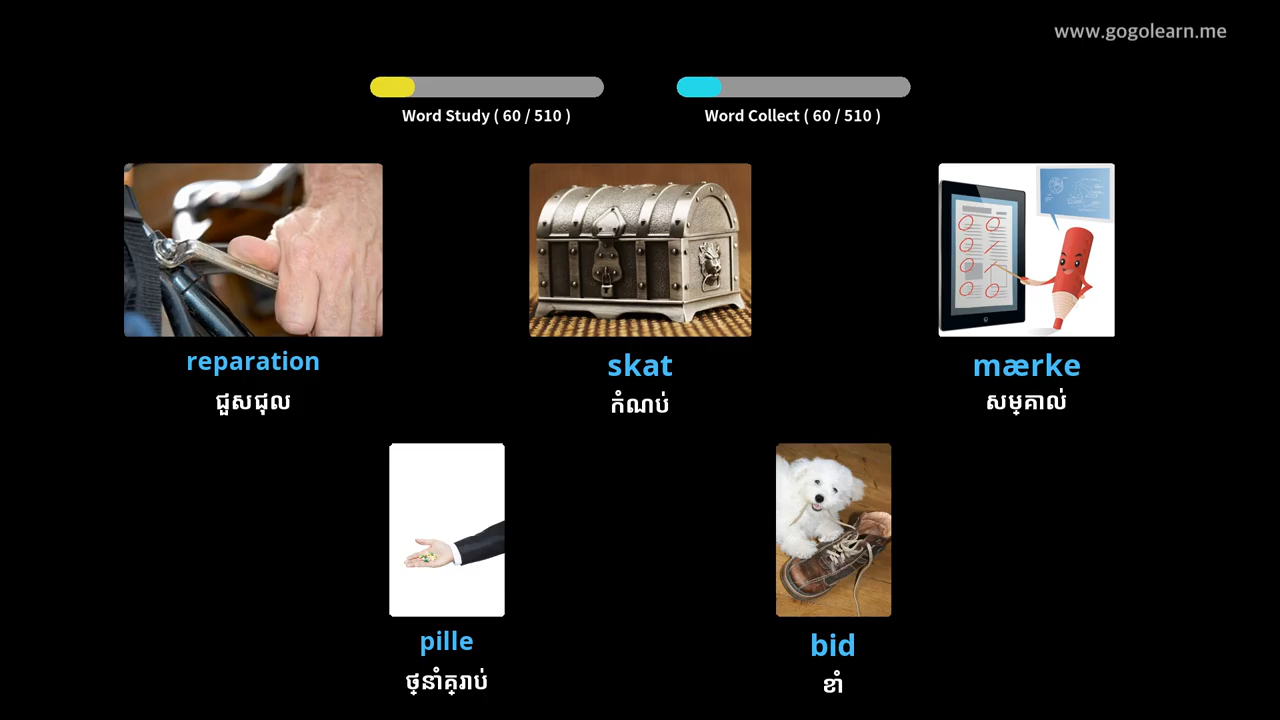 www.gogolearn.me
Word Study ( 60 / 510 )
Word Collect ( 60 / 510 )
reparation
ជួសជុល
skat
កំណប់
mærke
សម្គាល់
pille
ថ្នាំគ្រាប់
bid
ខាំ